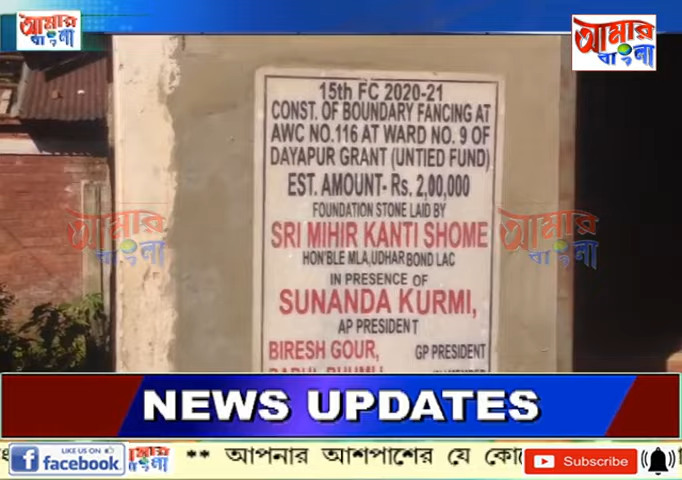 আমার
বাংলা
আমার
বাংলা
15th FC 2020-21
CONST. OF BOUNDARY FANCING AT
AWC NO.116 AT WARD NO. 9 OF
DAYAPUR GRANT (UNTIED FUND)
EST. AMOUNT- Rs. 2,00,000
FOUNDATION STONE LAID BY
SRI MIHIR KANTI SHOME
HON'BLE MLA, UDHARBOND LAC
IN PRESENCE OF
SUNANDA KURMI,
AP PRESIDENT
BIRESH GOUR, GP PRESIDENT
আমার
বাংলা
আমার
বাংলা
NEWS UPDATES
LIKE US ON
facebook.
আমার
বাংলা
** আপনার আশপাশের যে
Subscribe